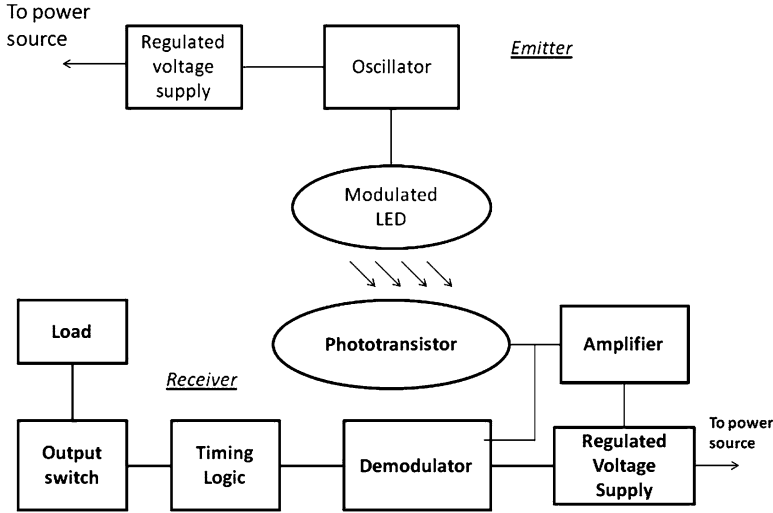 To power
source
Regulated
voltage
supply
Oscillator
Emitter
Modulated
LED
Load
Phototransistor
Amplifier
Receiver
Output
switch
Timing
Logic
Demodulator
Regulated
Voltage
Supply
To power
source